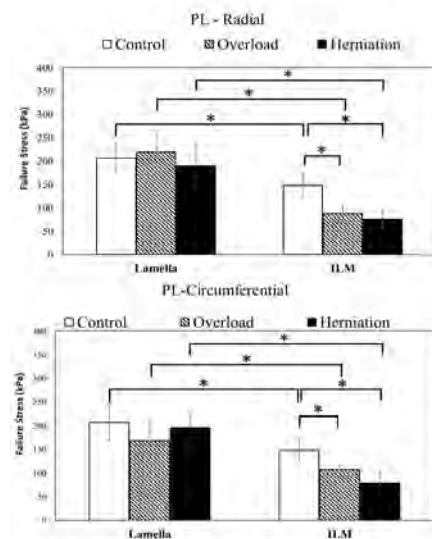 PL - Radial
Control Overload Herniation
Failure Stress (kPa)
400
350
300
250
200
150
100
50
0
* * * * *
Lamella ILM
PL-Circumferential
Control Overload Herniation
Failure Stress (kPa)
350
300
250
200
150
100
50
0
* * * * *
Lamella ILM